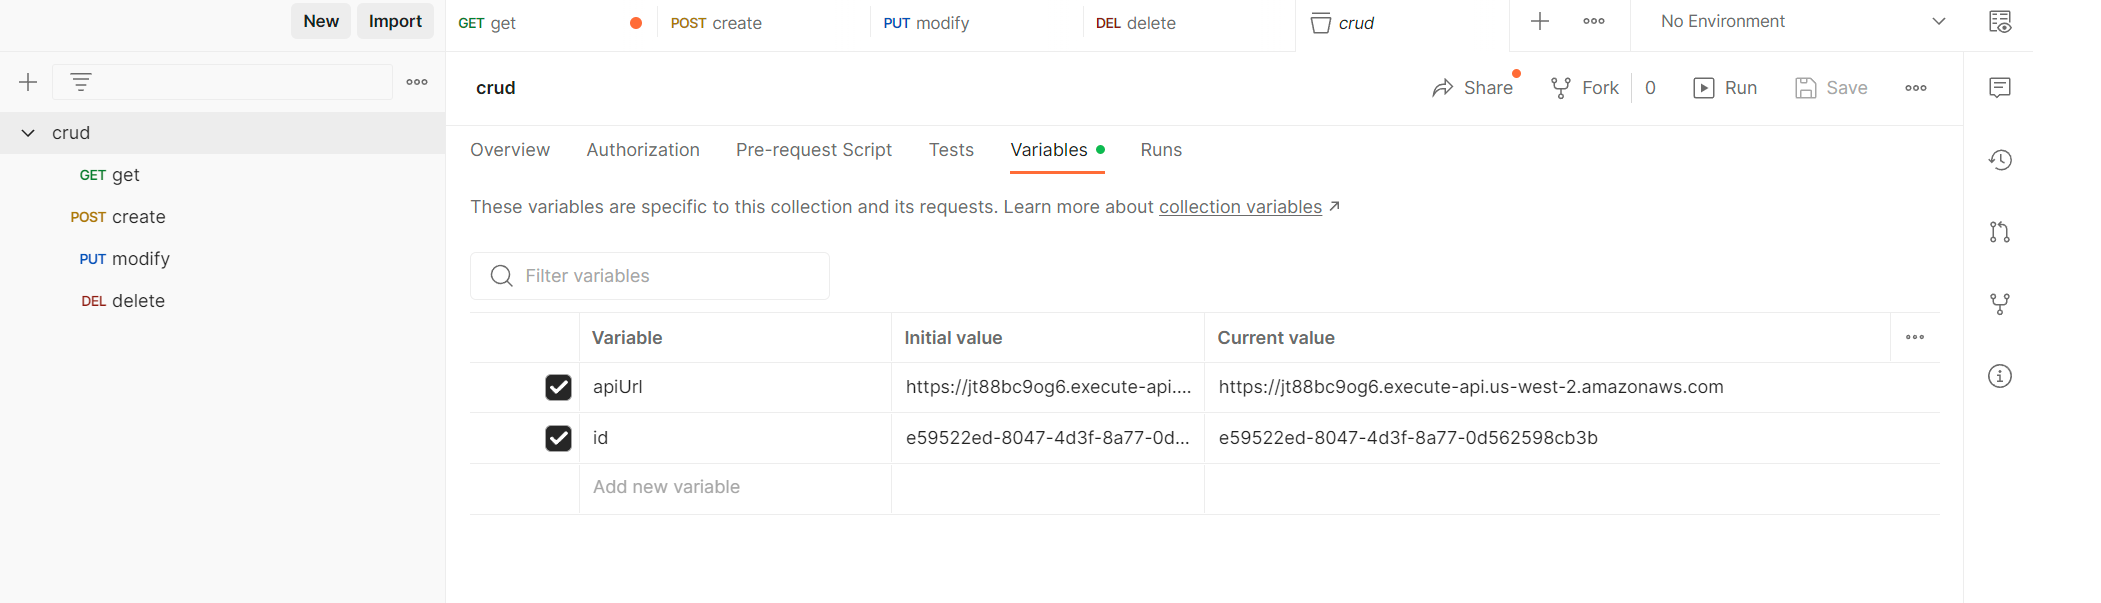 New Import
GET get
POST create
PUT modify
DEL delete
crud
No Environment
crud
Share
Fork 0
Run
Save
crud
GET get
POST create
PUT modify
DEL delete
Overview Authorization Pre-request Script Tests Variables Runs
These variables are specific to this collection and its requests. Learn more about collection variables ↗
Filter variables
Variable Initial value Current value
apiUrl https://jt88bc9og6.execute-api.... https://jt88bc9og6.execute-api.us-west-2.amazonaws.com
id e59522ed-8047-4d3f-8a77-0d... e59522ed-8047-4d3f-8a77-0d562598cb3b
Add new variable